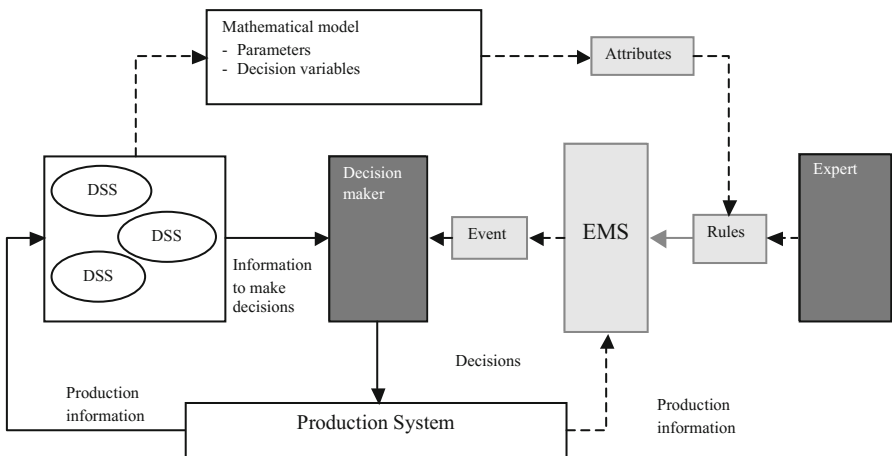 Mathematical model
- Parameters
- Decision variables
Attributes
DSS
DSS
DSS
Information
to make
decisions
Decision
maker
Event
EMS
Rules
Expert
Decisions
Production
information
Production System
Production
information